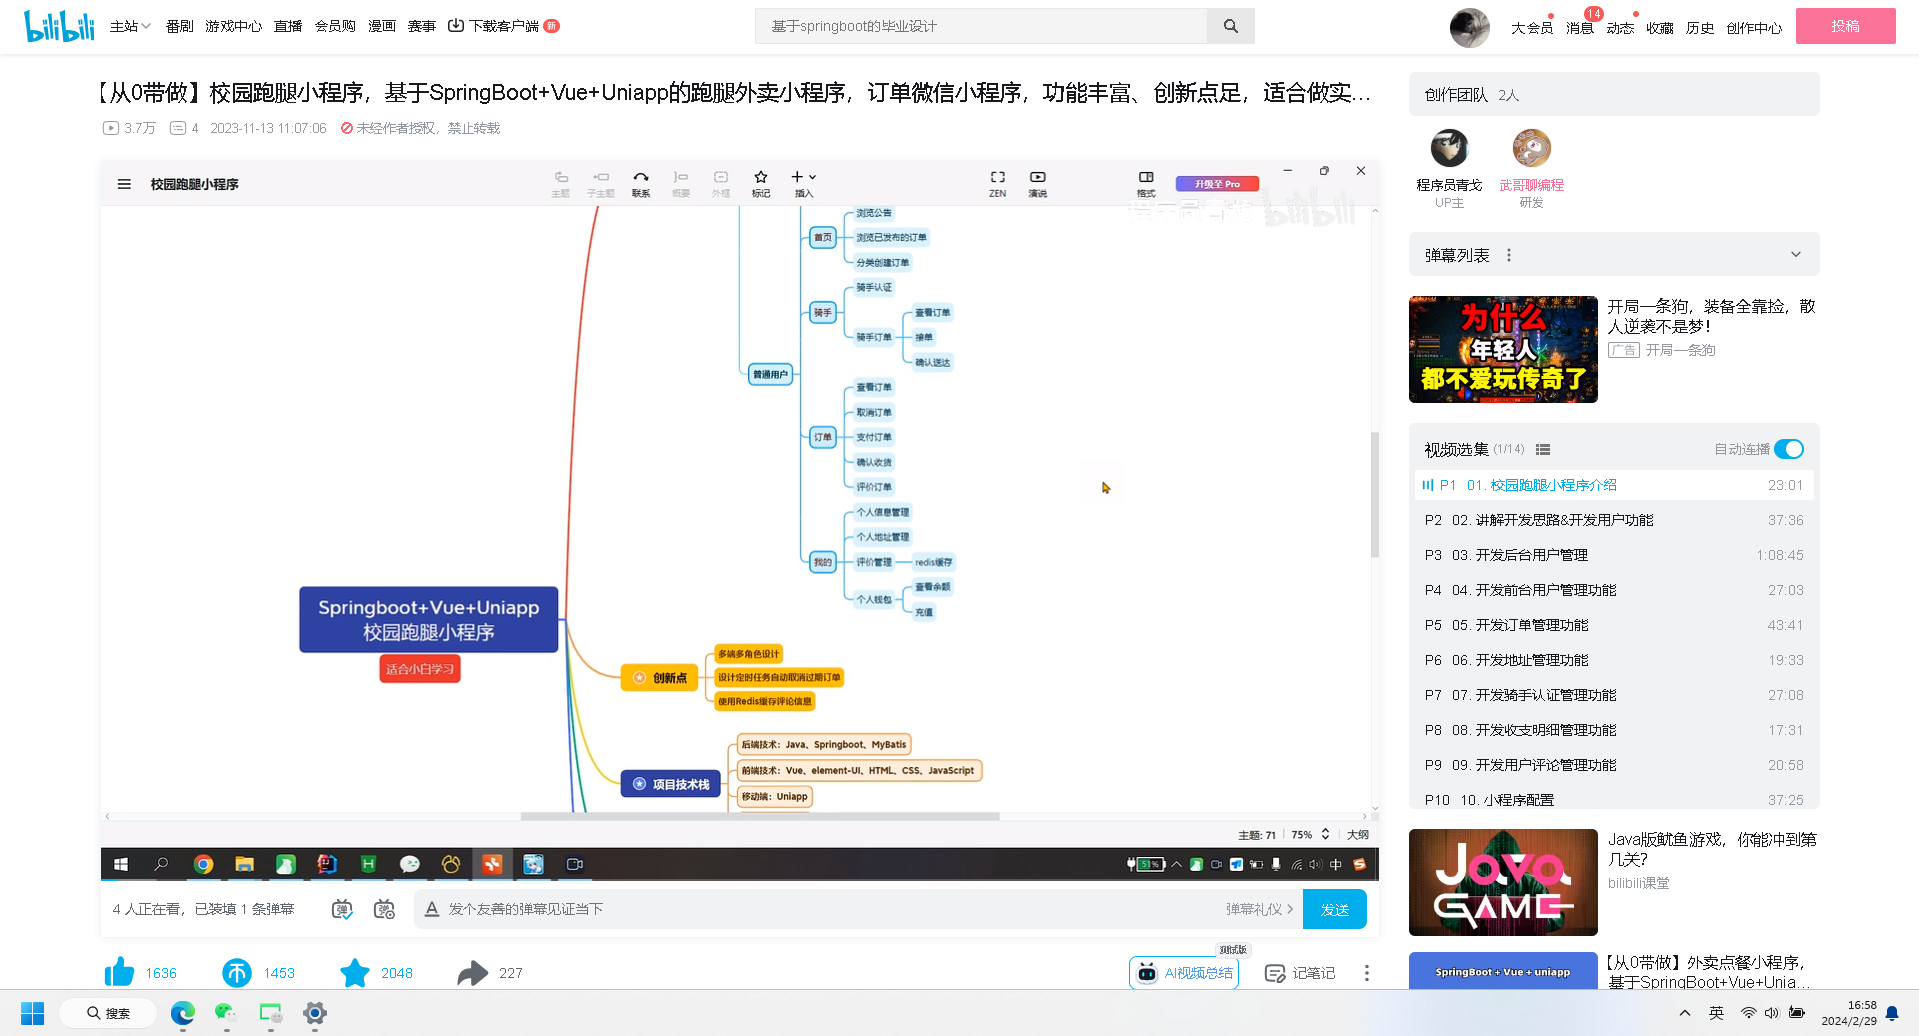 bilibili
主站
番剧
游戏中心
直播
会员购
漫画
赛事
下载客户端
新
基于springboot的毕业设计
大会员
消息
14
动态
收藏
历史
创作中心
投稿
【从0带做】校园跑腿小程序，基于SpringBoot+Vue+Uniapp的跑腿外卖小程序，订单微信小程序，功能丰富、创新点足，适合做实...
3.7万
4
2023-11-13 11:07:06
未经作者授权，禁止转载
校园跑腿小程序
主题
子主题
联系
概要
外框
标记
插入
ZEN
演说
格式
升级至 Pro
bilibili
浏览公告
首页
浏览已发布的订单
分类创建订单
骑手认证
骑手
查看订单
骑手订单
接单
确认送达
普通用户
查看订单
取消订单
订单
支付订单
确认收货
评价订单
个人信息管理
个人地址管理
我的
评价管理
redis缓存
查看余额
个人钱包
充值
Springboot+Vue+Uniapp
校园跑腿小程序
适合小白学习
创新点
多端多角色设计
设计定时任务自动取消过期订单
使用Redis缓存评论信息
项目技术栈
后端技术：Java、Springboot、MyBatis
前端技术：Vue、element-UI、HTML、CSS、JavaScript
移动端：Uniapp
主题: 71
75%
大纲
51%
中
4 人正在看，已装填 1 条弹幕
发个友善的弹幕见证当下
弹幕礼仪
发送
1636
1453
2048
227
测试版
AI视频总结
记笔记
创作团队 2人
程序员青戈
UP主
武哥聊编程
研发
弹幕列表
为什么
年轻人
都不爱玩传奇了
开局一条狗，装备全靠捡，散
人逆袭不是梦！
广告 开局一条狗
视频选集 (1/14)
自动连播
P1 01. 校园跑腿小程序介绍 23:01
P2 02. 讲解开发思路&开发用户功能 37:36
P3 03. 开发后台用户管理 1:08:45
P4 04. 开发前台用户管理功能 27:03
P5 05. 开发订单管理功能 43:41
P6 06. 开发地址管理功能 19:33
P7 07. 开发骑手认证管理功能 27:08
P8 08. 开发收支明细管理功能 17:31
P9 09. 开发用户评论管理功能 20:58
P10 10. 小程序配置 37:25
JAVA
GAME
Java版鱿鱼游戏，你能冲到第
几关？
bilibili课堂
SpringBoot + Vue + uniapp
【从0带做】外卖点餐小程序，
基于SpringBoot+Vue+Unia...
搜索
英
16:58
2024/2/29